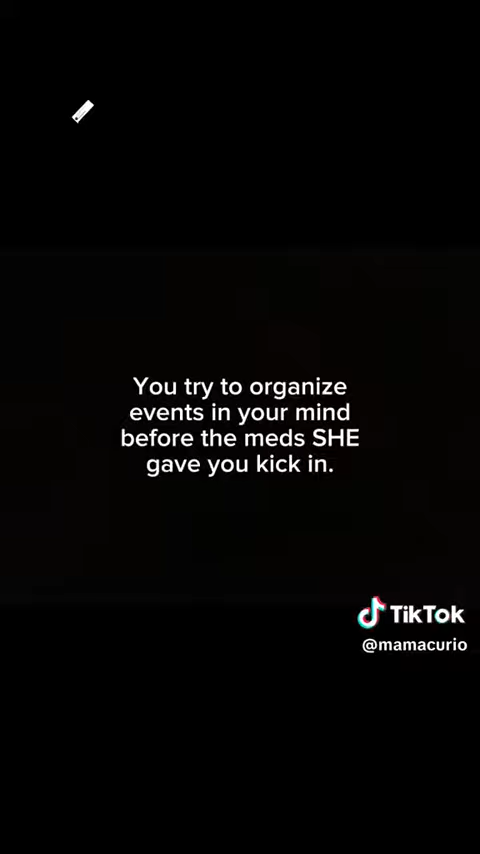 You try to organize
events in your mind
before the meds SHE
gave you kick in.
TikTok
@mamacurio